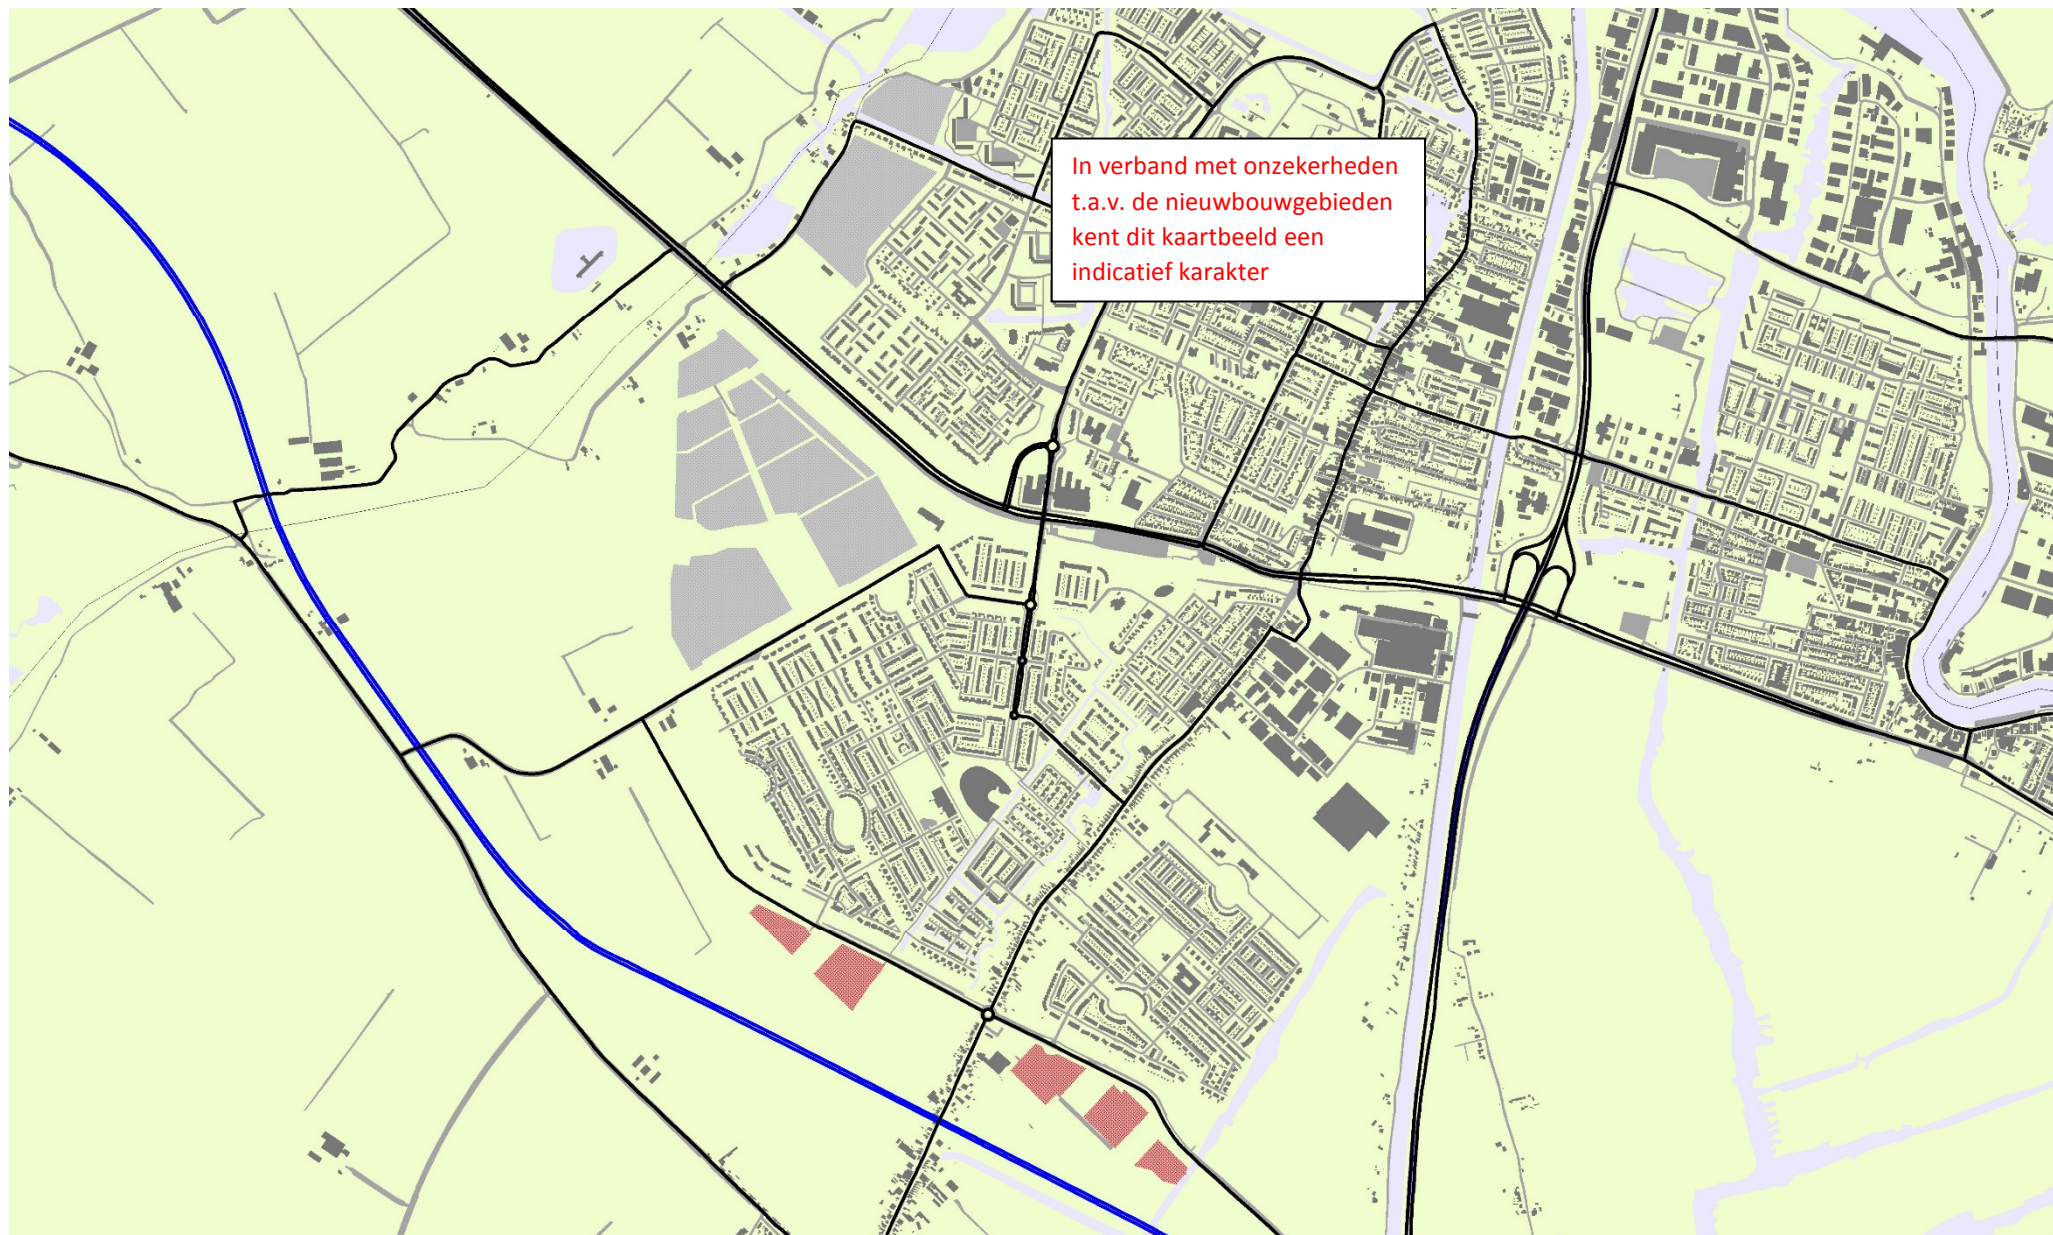 In verband met onzekerheden
t.a.v. de nieuwbouwgebieden
kent dit kaartbeeld een
indicatief karakter